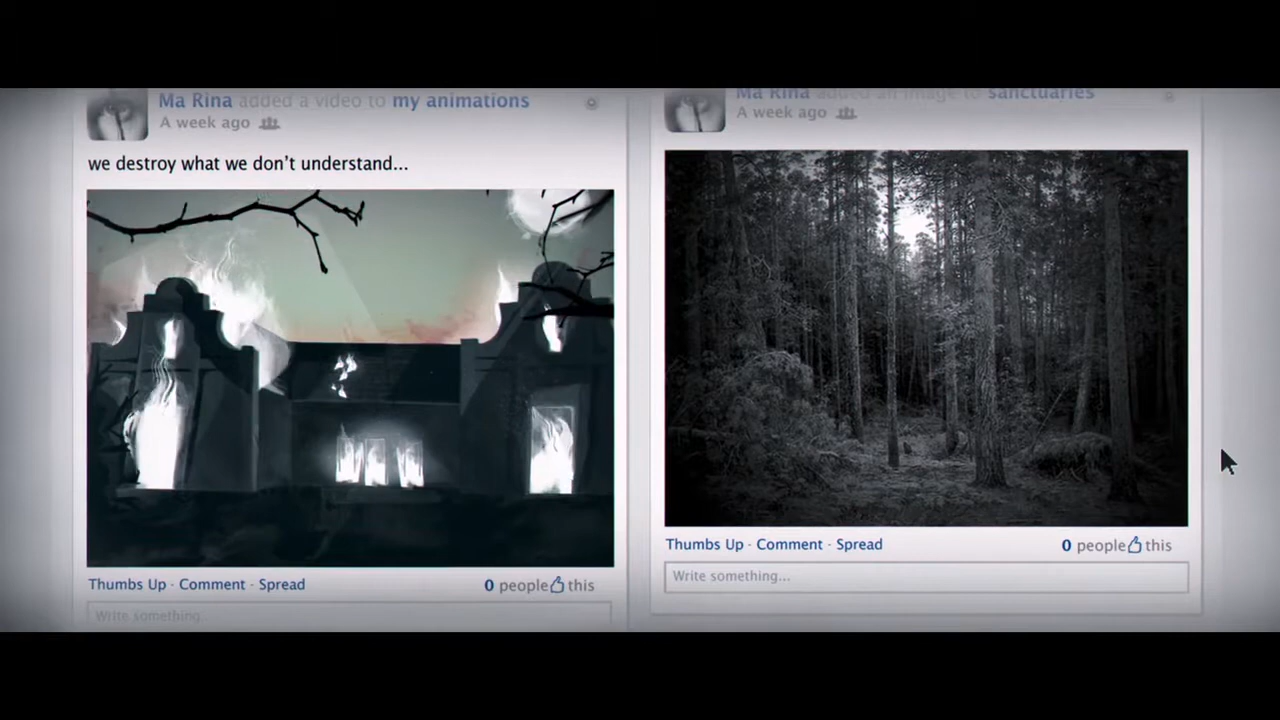 Ma Rina added a video to my animations
A week ago
we destroy what we don't understand...
Thumbs Up · Comment · Spread
0 people this
Write something...
Ma Rina added an image to sanctuaries
A week ago
Thumbs Up · Comment · Spread
0 people this
Write something...